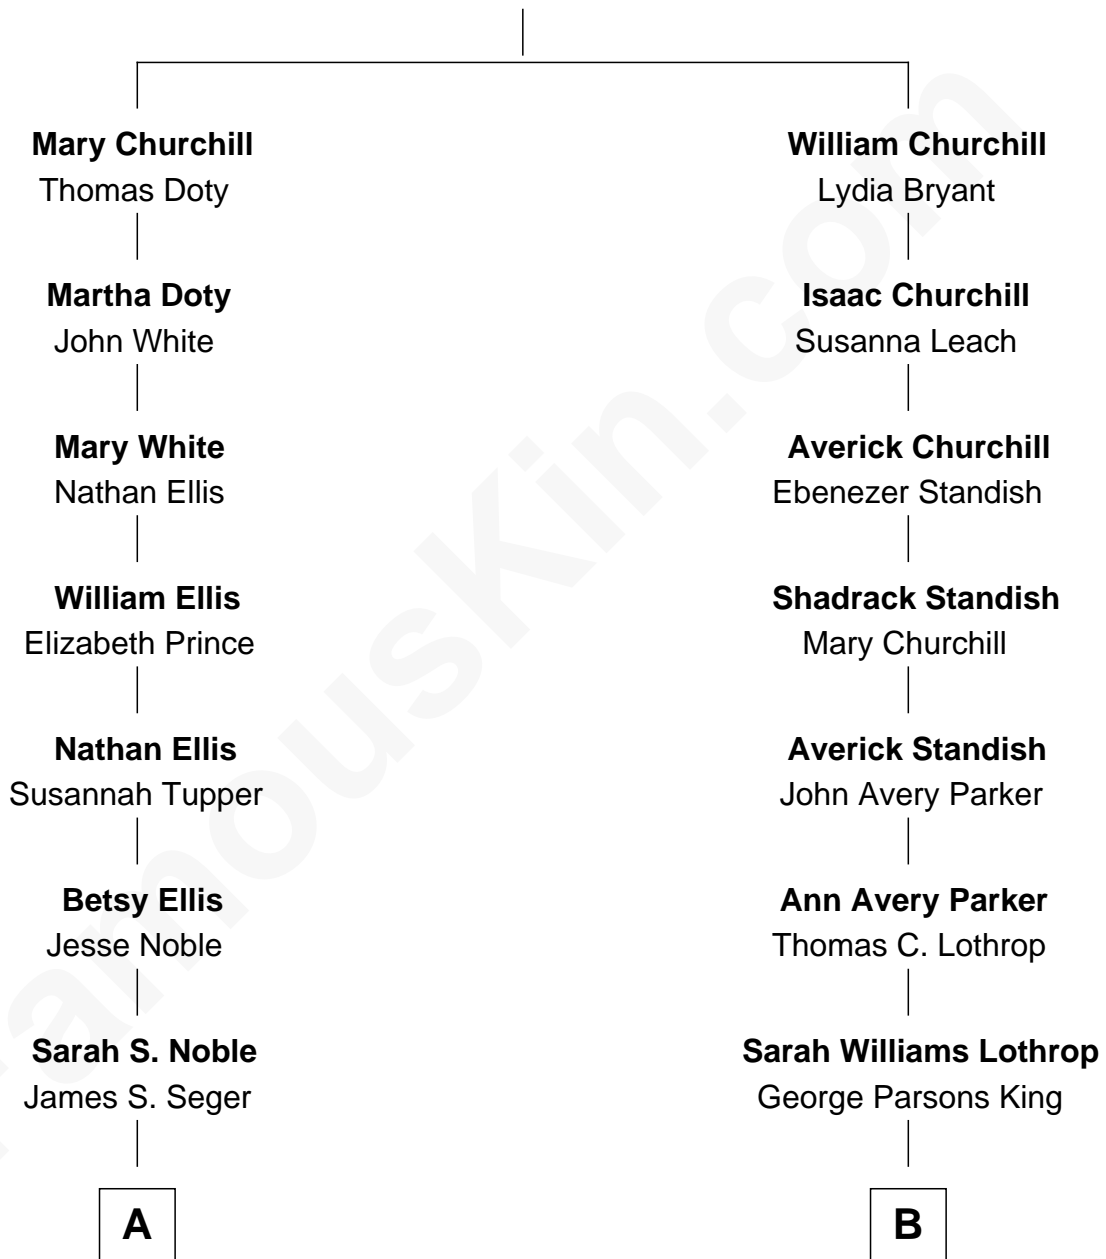 Mary Churchill
Thomas Doty
William Churchill
Lydia Bryant
Martha Doty
John White
Isaac Churchill
Susanna Leach
Mary White
Nathan Ellis
Averick Churchill
Ebenezer Standish
William Ellis
Elizabeth Prince
Shadrack Standish
Mary Churchill
Nathan Ellis
Susannah Tupper
Averick Standish
John Avery Parker
Betsy Ellis
Jesse Noble
Ann Avery Parker
Thomas C. Lothrop
Sarah S. Noble
James S. Seger
Sarah Williams Lothrop
George Parsons King
A
B
FamousKin.com